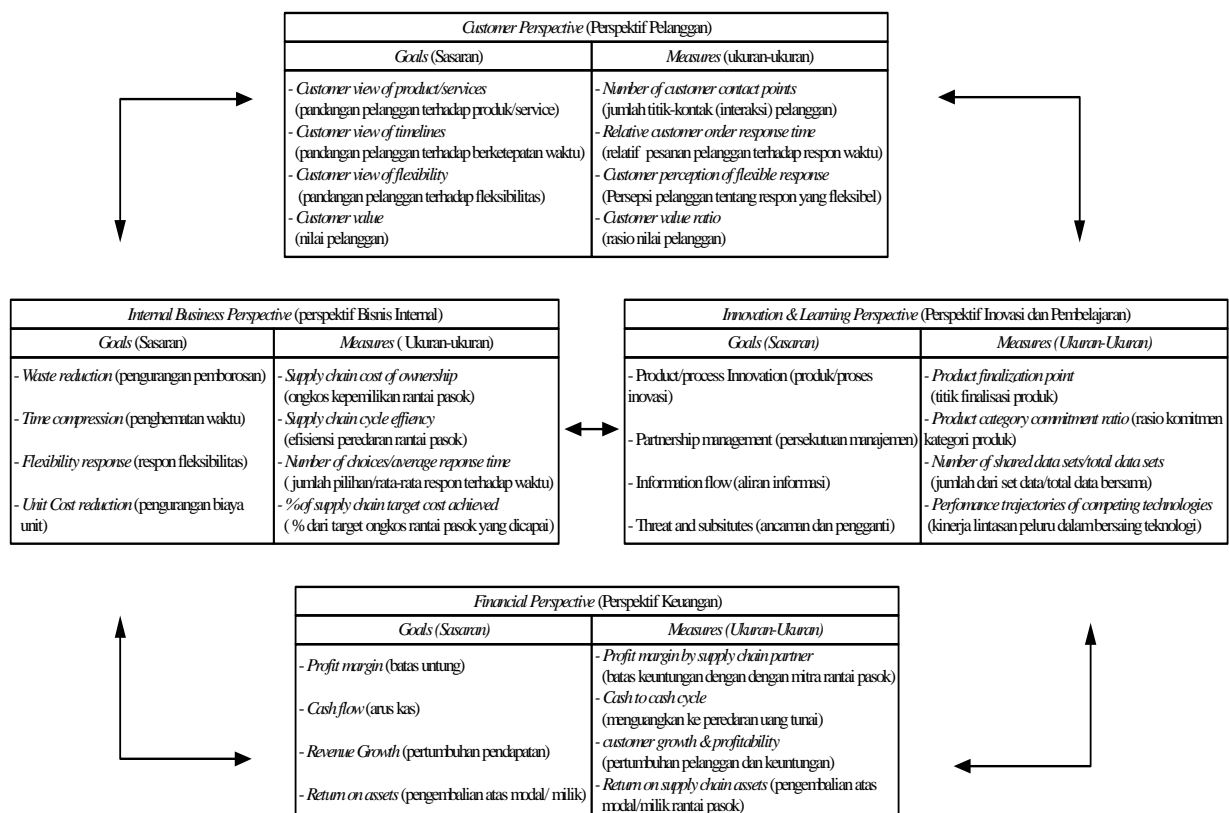 Customer Perspective (Perspektif Pelanggan)
Goals (Sasaran)
- Customer view of product/services
(pandangan pelanggan terhadap produk/service)
- Customer view of timelines
(pandangan pelanggan terhadap berketepatan waktu)
- Customer view of flexibility
(pandangan pelanggan terhadap fleksibilitas)
- Customer value
(nilai pelanggan)
Measures (ukuran-ukuran)
- Number of customer contact points
(jumlah titik-kontak (interaksi) pelanggan)
- Relative customer order response time
(relatif pesanan pelanggan terhadap respon waktu)
- Customer perception of flexible response
(Persepsi pelanggan tentang respon yang fleksibel)
- Customer value ratio
(rasio nilai pelanggan)
Internal Business Perspective (perspektif Bisnis Internal)
Goals (Sasaran)
- Waste reduction (pengurangan pemborosan)
- Time compression (penghematan waktu)
- Flexibility response (respon fleksibilitas)
- Unit Cost reduction (pengurangan biaya
unit)
Measures ( Ukuran-ukuran)
- Supply chain cost of ownership
(ongkos kepemilikan rantai pasok)
- Supply chain cycle effiency
(efisiensi peredaran rantai pasok)
- Number of choices/average reponse time
( jumlah pilihan/rata-rata respon terhadap waktu)
- % of supply chain target cost achieved
( % dari target ongkos rantai pasok yang dicapai)
Innovation & Learning Perspective (Perspektif Inovasi dan Pembelajaran)
Goals (Sasaran)
- Product/process Innovation (produk/proses
inovasi)
- Partnership management (persekutuan manajemen)
- Information flow (aliran informasi)
- Threat and subsitutes (ancaman dan pengganti)
Measures (Ukuran-Ukuran)
- Product finalization point
(titik finalisasi produk)
- Product category commitment ratio (rasio komitmen
kategori produk)
- Number of shared data sets/total data sets
(jumlah dari set data/total data bersama)
- Perfomance trajectories of competing technologies
(kinerja lintasan peluru dalam bersaing teknologi)
Financial Perspective (Perspektif Keuangan)
Goals (Sasaran)
- Profit margin (batas untung)
- Cash flow (arus kas)
- Revenue Growth (pertumbuhan pendapatan)
- Return on assets (pengembalian atas modal/ milik)
Measures (Ukuran-Ukuran)
- Profit margin by supply chain partner
(batas keuntungan dengan dengan mitra rantai pasok)
- Cash to cash cycle
(menguangkan ke peredaran uang tunai)
- customer growth & profitability
(pertumbuhan pelanggan dan keuntungan)
- Return on supply chain assets (pengembalian atas
modal/milik rantai pasok)